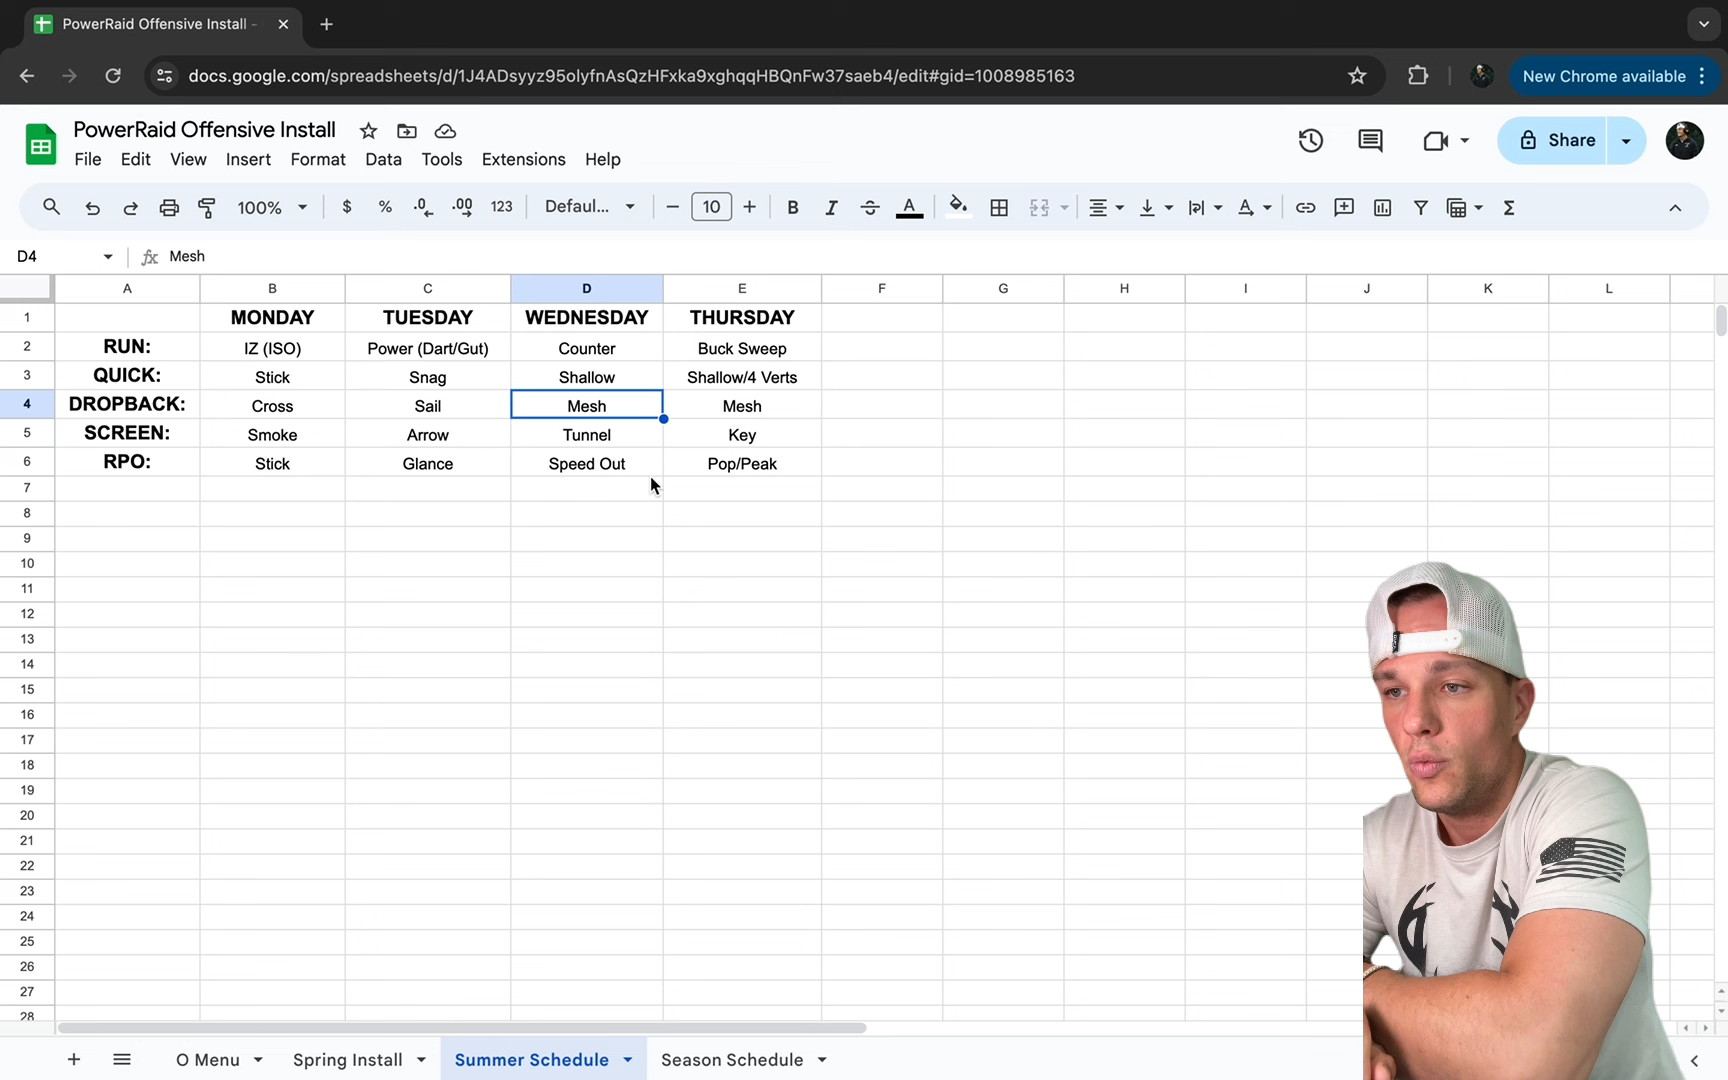 PowerRaid Offensive Install -
docs.google.com/spreadsheets/d/1J4ADsyyz95olyfnAsQzHFxka9xghqqHBQnFw37saeb4/edit#gid=1008985163
New Chrome available
PowerRaid Offensive Install
File Edit View Insert Format Data Tools Extensions Help
Share
100% $ % .0 .00 123 Defaul... 10 B I S A
D4 fx Mesh
A B C D E F G H I J K L
1 MONDAY TUESDAY WEDNESDAY THURSDAY
2 RUN: IZ (ISO) Power (Dart/Gut) Counter Buck Sweep
3 QUICK: Stick Snag Shallow Shallow/4 Verts
4 DROPBACK: Cross Sail Mesh Mesh
5 SCREEN: Smoke Arrow Tunnel Key
6 RPO: Stick Glance Speed Out Pop/Peak
7
8
9
10
11
12
13
14
15
16
17
18
19
20
21
22
23
24
25
26
27
28
O Menu Spring Install Summer Schedule Season Schedule